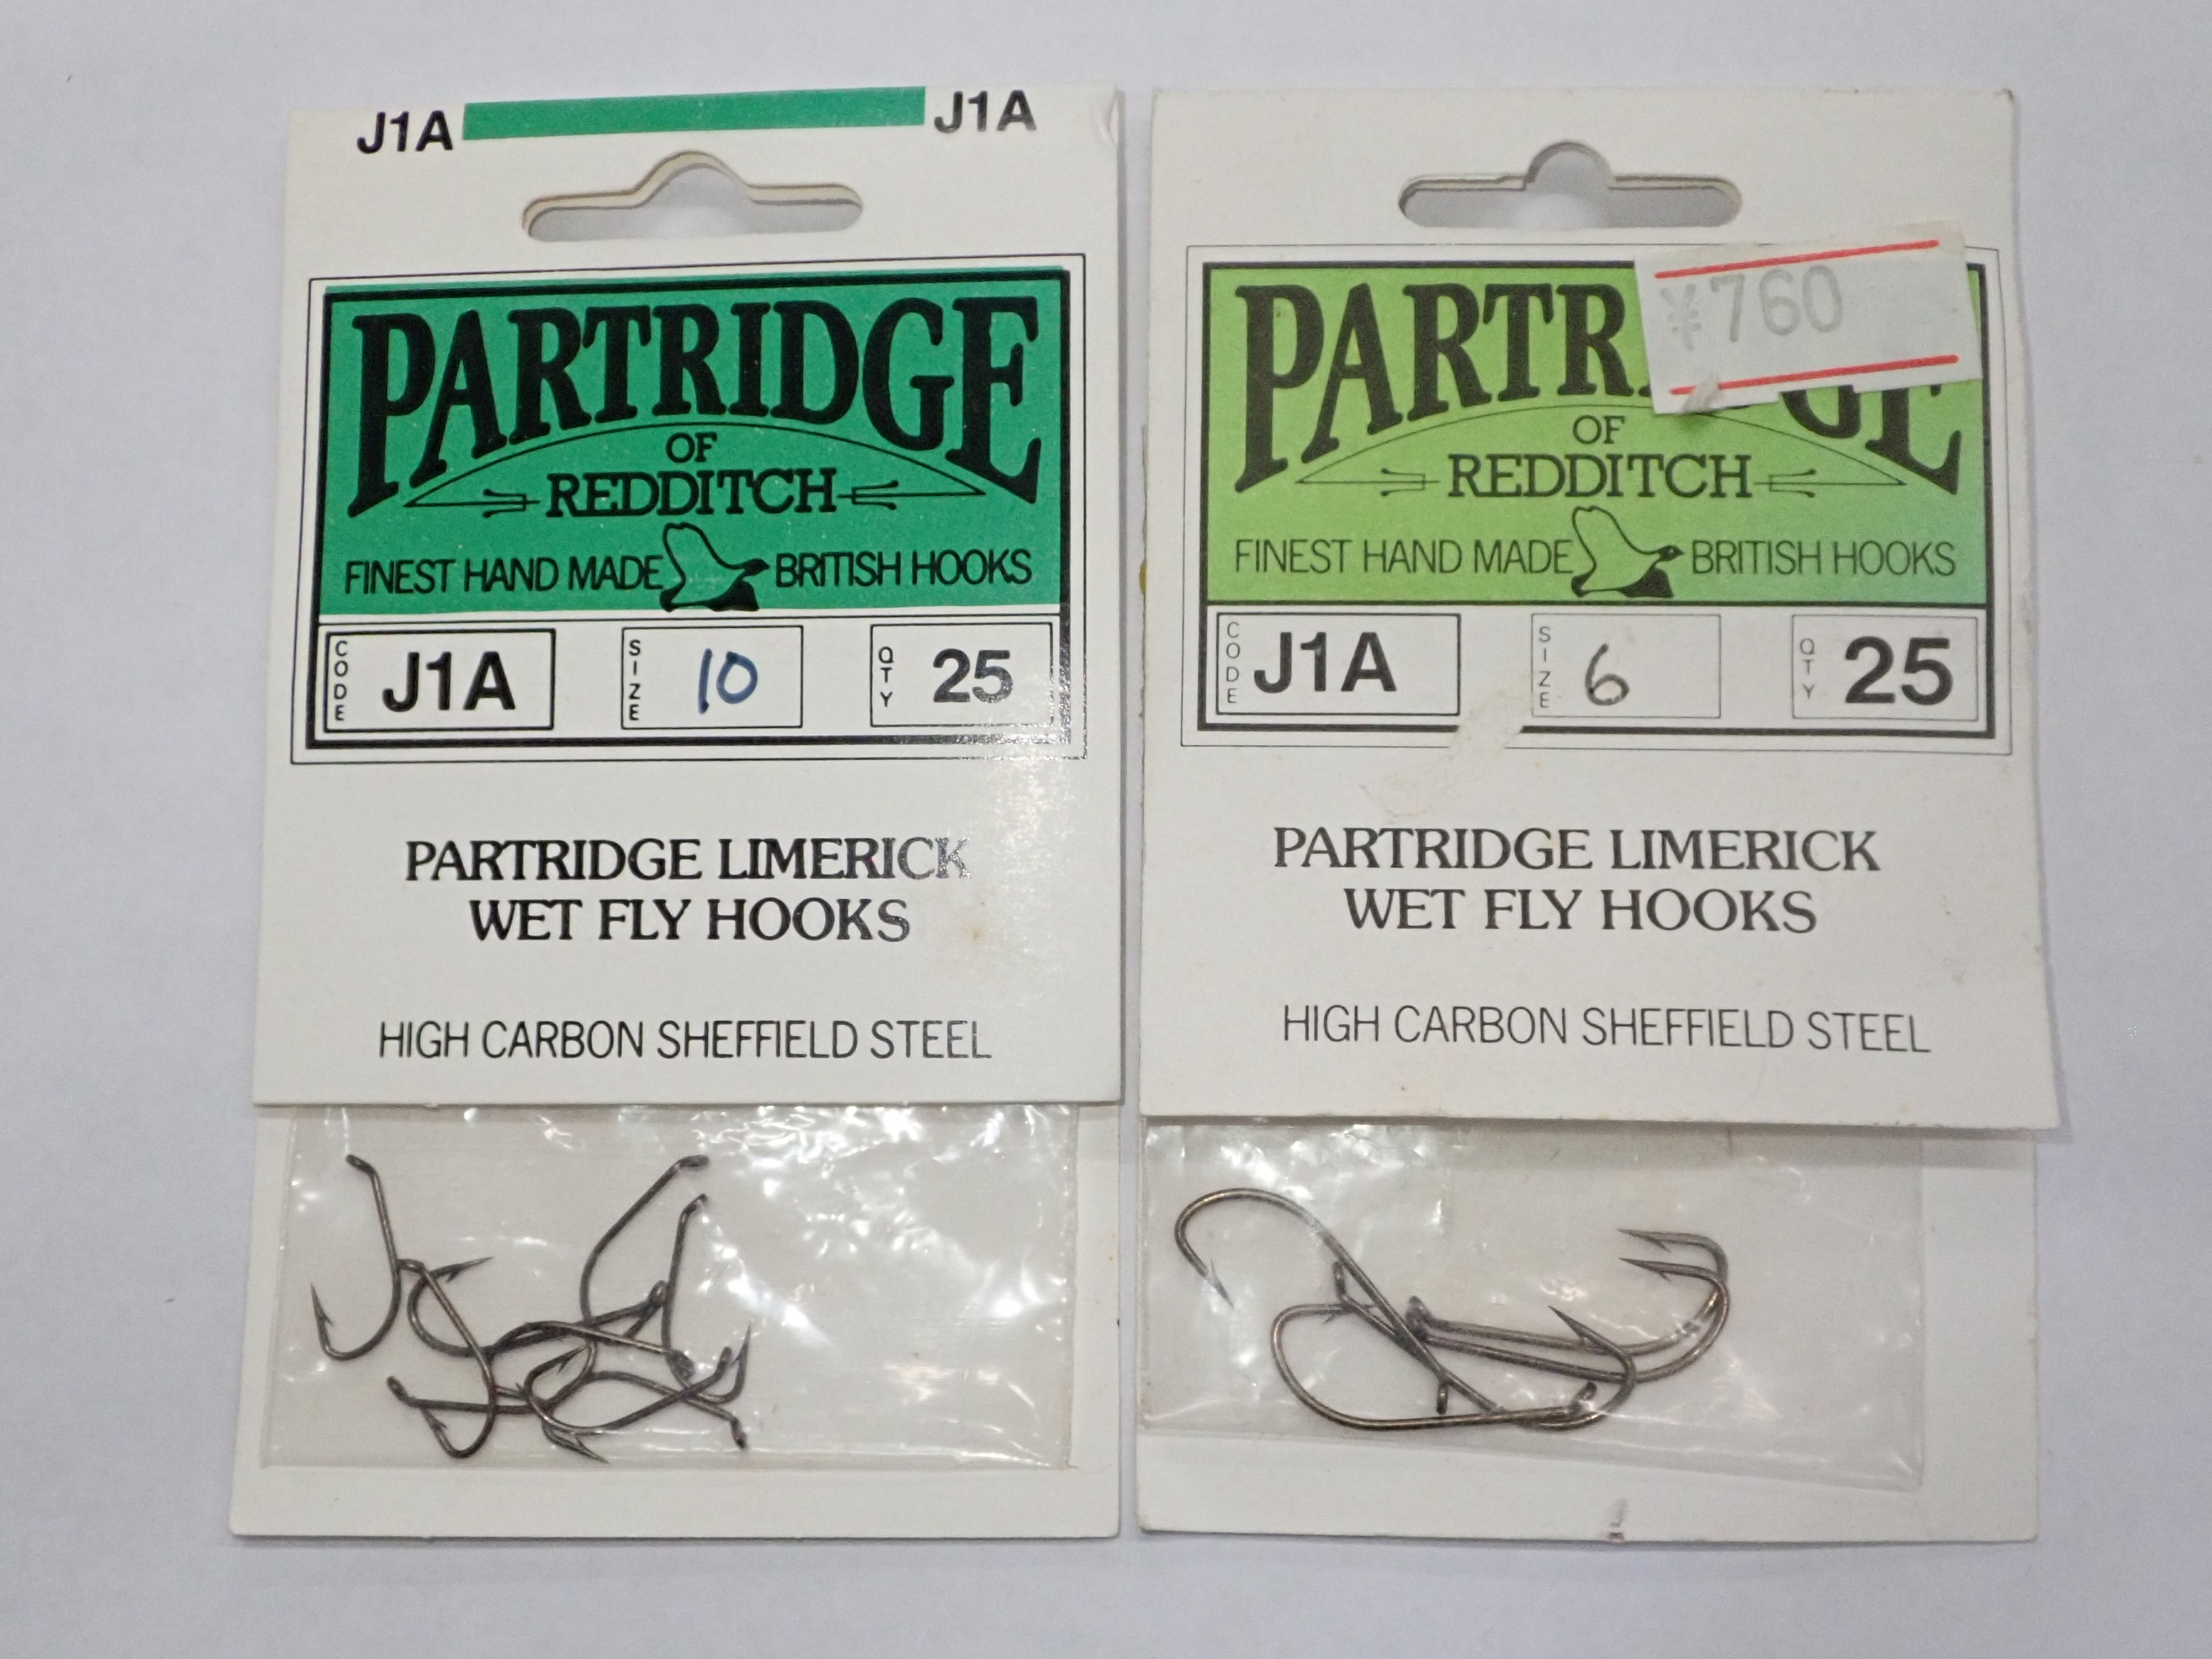 J1A J1A
PARTRIDGE
OF
REDDITCH
FINEST HAND MADE BRITISH HOOKS
CODE J1A SIZE 10 QTY 25
PARTRIDGE LIMERICK
WET FLY HOOKS
HIGH CARBON SHEFFIELD STEEL
¥760
PARTR GE
OF
REDDITCH
FINEST HAND MADE BRITISH HOOKS
CODE J1A SIZE 6 QTY 25
PARTRIDGE LIMERICK
WET FLY HOOKS
HIGH CARBON SHEFFIELD STEEL